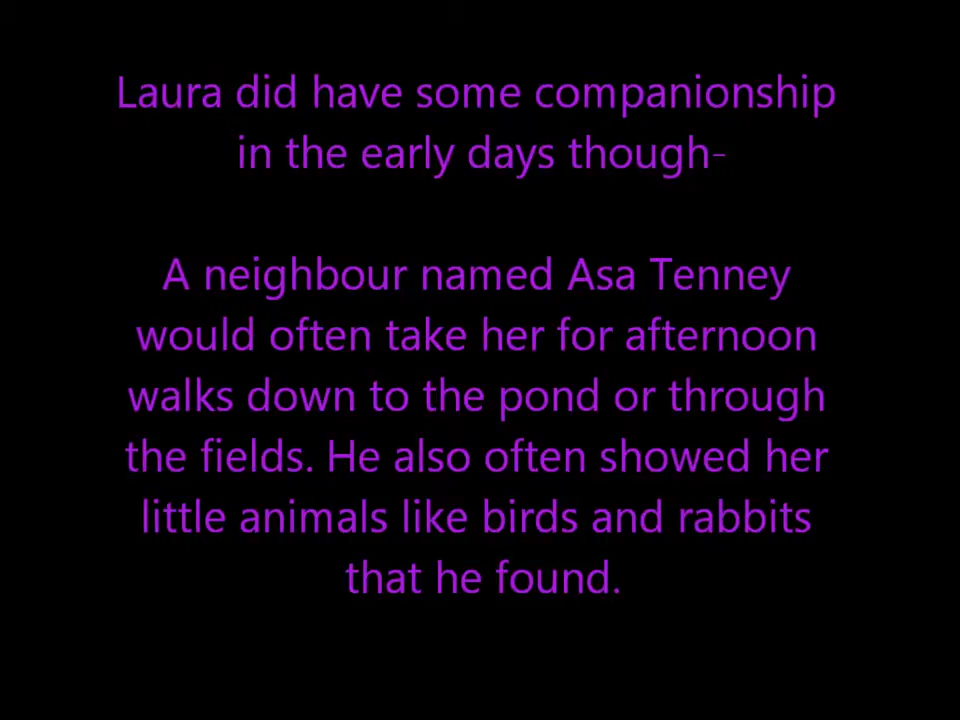 Laura did have some companionship
in the early days though-
A neighbour named Asa Tenney
would often take her for afternoon
walks down to the pond or through
the fields. He also often showed her
little animals like birds and rabbits
that he found.